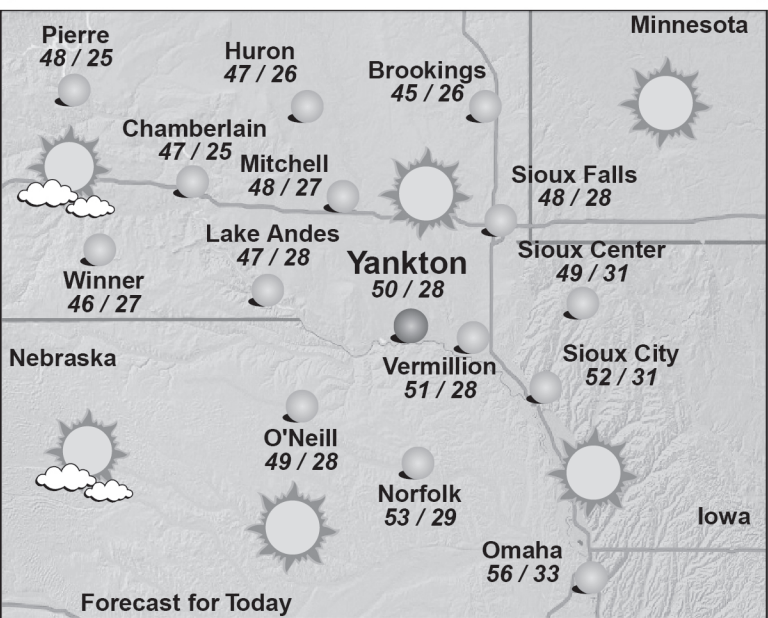 Minnesota
Pierre
48 / 25
Huron
47 / 26
Brookings
45 / 26
Chamberlain
47 / 25
Mitchell
48 / 27
Sioux Falls
48 / 28
Lake Andes
47 / 28
Yankton
50 / 28
Sioux Center
49 / 31
Winner
46 / 27
Nebraska
Vermillion
51 / 28
Sioux City
52 / 31
O'Neill
49 / 28
Norfolk
53 / 29
Iowa
Omaha
56 / 33
Forecast for Today